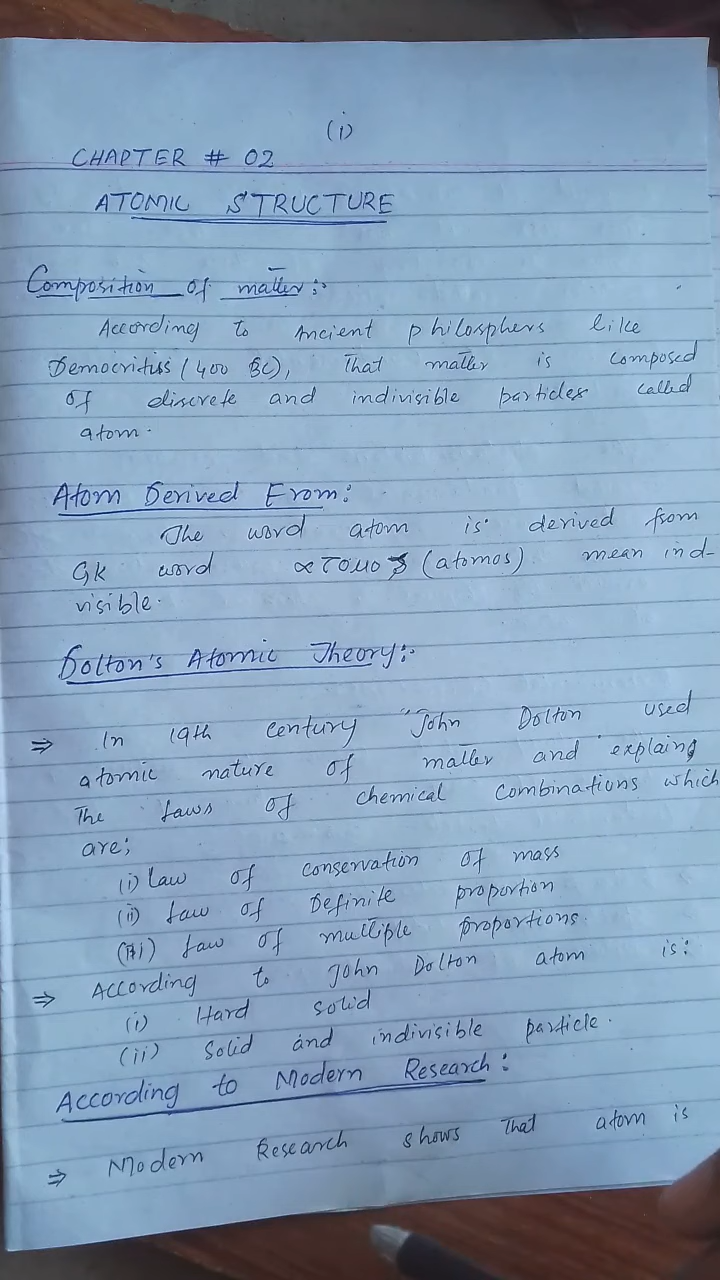 (i)
CHAPTER # 02
ATOMIC STRUCTURE
Composition of matter:-
According to Ancient philosphers like
Democritiss (400 BC), That matter is composed
of discrete and indivisible particles called
atom.
Atom Derived From:
The word atom is derived from
GK word ατομο$ (atomos) mean ind-
visible.
Dolton's Atomic Theory:-
⇒ In 19th century "John Dolton used
atomic nature of matter and explaing
The Laws of chemical combinations which
are;
(i) Law of conservation of mass
(ii) Law of Definite proportion
(iii) Law of multiple proportions.
⇒ According to John Dolton atom is:
(i) Hard solid
(ii) Solid and indivisible particle.
According to Modern Research:
⇒ Modern Research shows That atom is